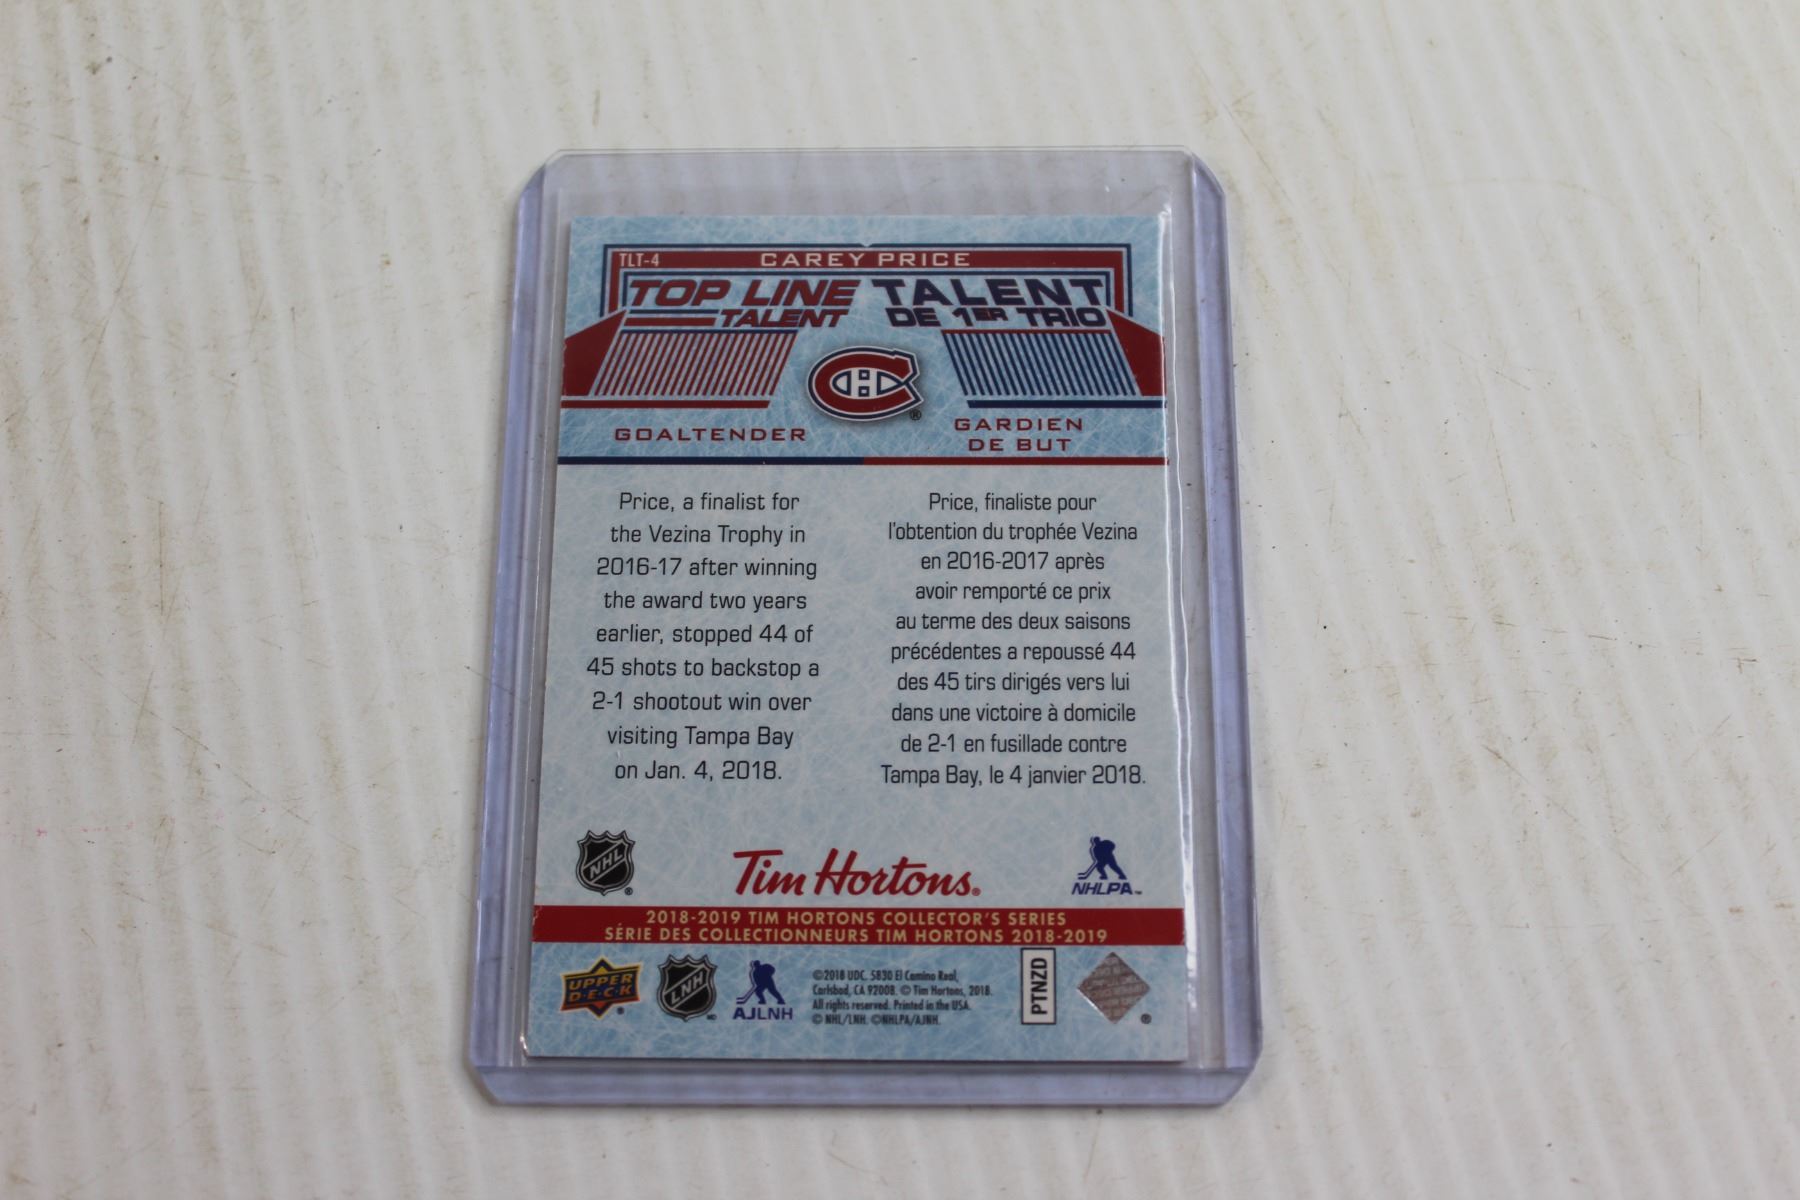 TLT-4 CAREY PRICE
TOP LINE
TALENT
TALENT
DE 1ER TRIO
GOALTENDER
GARDIEN
DE BUT
Price, a finalist for
the Vezina Trophy in
2016-17 after winning
the award two years
earlier, stopped 44 of
45 shots to backstop a
2-1 shootout win over
visiting Tampa Bay
on Jan. 4, 2018.
Price, finaliste pour
l'obtention du trophée Vezina
en 2016-2017 après
avoir remporté ce prix
au terme des deux saisons
précédentes a repoussé 44
des 45 tirs dirigés vers lui
dans une victoire à domicile
de 2-1 en fusillade contre
Tampa Bay, le 4 janvier 2018.
NHL
Tim Hortons
NHLPA
2018-2019 TIM HORTONS COLLECTOR'S SERIES
SÉRIE DES COLLECTIONNEURS TIM HORTONS 2018-2019
UPPER
DECK
LNH
AJLNH
©2018 UDC. 5830 El Camino Real,
Carlsbad, CA 92008. © Tim Hortons, 2018.
All rights reserved. Printed in the USA.
© NHL/LNH. ©NHLPA/AJNH.
PTNZD